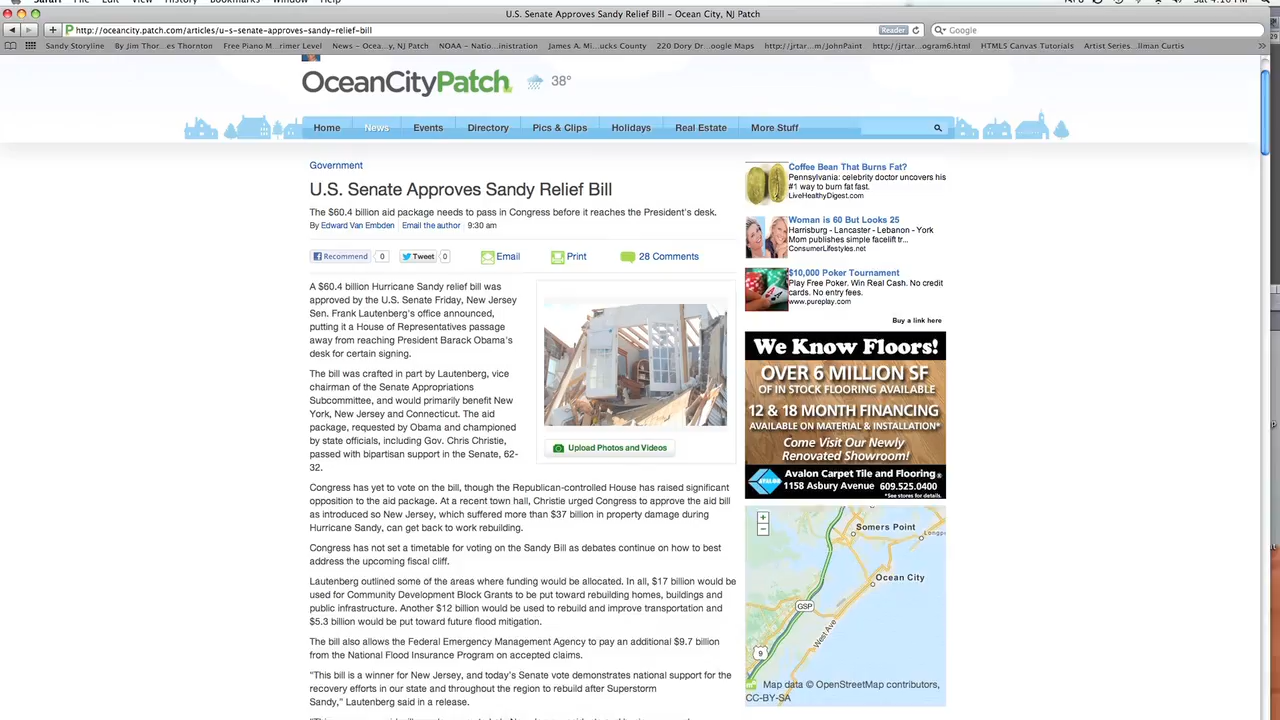 U.S. Senate Approves Sandy Relief Bill – Ocean City, NJ Patch
http://oceancity.patch.com/articles/u-s-senate-approves-sandy-relief-bill
Reader
Google
Sandy Storyline
By Jim Thor...es Thornton
Free Piano M...rimer Level
News – Ocea...y, NJ Patch
NOAA – Natio...inistration
James A. Mi...ucks County
220 Dory Dr...ogle Maps
http://jrtar...m/JohnPaint
http://jrtar...ogram6.html
HTML5 Canvas Tutorials
Artist Series...llman Curtis
OceanCityPatch
38°
Home
News
Events
Directory
Pics & Clips
Holidays
Real Estate
More Stuff
Government
U.S. Senate Approves Sandy Relief Bill
The $60.4 billion aid package needs to pass in Congress before it reaches the President's desk.
By Edward Van Embden
Email the author
9:30 am
Recommend
0
Tweet
0
Email
Print
28 Comments
A $60.4 billion Hurricane Sandy relief bill was
approved by the U.S. Senate Friday, New Jersey
Sen. Frank Lautenberg's office announced,
putting it a House of Representatives passage
away from reaching President Barack Obama's
desk for certain signing.
The bill was crafted in part by Lautenberg, vice
chairman of the Senate Appropriations
Subcommittee, and would primarily benefit New
York, New Jersey and Connecticut. The aid
package, requested by Obama and championed
by state officials, including Gov. Chris Christie,
passed with bipartisan support in the Senate, 62-
32.
Upload Photos and Videos
Congress has yet to vote on the bill, though the Republican-controlled House has raised significant
opposition to the aid package. At a recent town hall, Christie urged Congress to approve the aid bill
as introduced so New Jersey, which suffered more than $37 billion in property damage during
Hurricane Sandy, can get back to work rebuilding.
Congress has not set a timetable for voting on the Sandy Bill as debates continue on how to best
address the upcoming fiscal cliff.
Lautenberg outlined some of the areas where funding would be allocated. In all, $17 billion would be
used for Community Development Block Grants to be put toward rebuilding homes, buildings and
public infrastructure. Another $12 billion would be used to rebuild and improve transportation and
$5.3 billion would be put toward future flood mitigation.
The bill also allows the Federal Emergency Management Agency to pay an additional $9.7 billion
from the National Flood Insurance Program on accepted claims.
"This bill is a winner for New Jersey, and today's Senate vote demonstrates national support for the
recovery efforts in our state and throughout the region to rebuild after Superstorm
Sandy," Lautenberg said in a release.
Coffee Bean That Burns Fat?
Pennsylvania: celebrity doctor uncovers his
#1 way to burn fat fast.
LiveHealthyDigest.com
Woman is 60 But Looks 25
Harrisburg - Lancaster - Lebanon - York
Mom publishes simple facelift tr...
ConsumerLifestyles.net
$10,000 Poker Tournament
Play Free Poker. Win Real Cash. No credit
cards. No entry fees.
www.pureplay.com
Buy a link here
We Know Floors!
OVER 6 MILLION SF
OF IN STOCK FLOORING AVAILABLE
12 & 18 MONTH FINANCING
AVAILABLE ON MATERIAL & INSTALLATION*
Come Visit Our Newly
Renovated Showroom!
AVALON
Avalon Carpet Tile and Flooring®
1158 Asbury Avenue 609.525.0400
*See stores for details.
+
−
Somers Point
Longp
Ocean City
GSP
West Ave
9
Map data © OpenStreetMap contributors,
CC-BY-SA